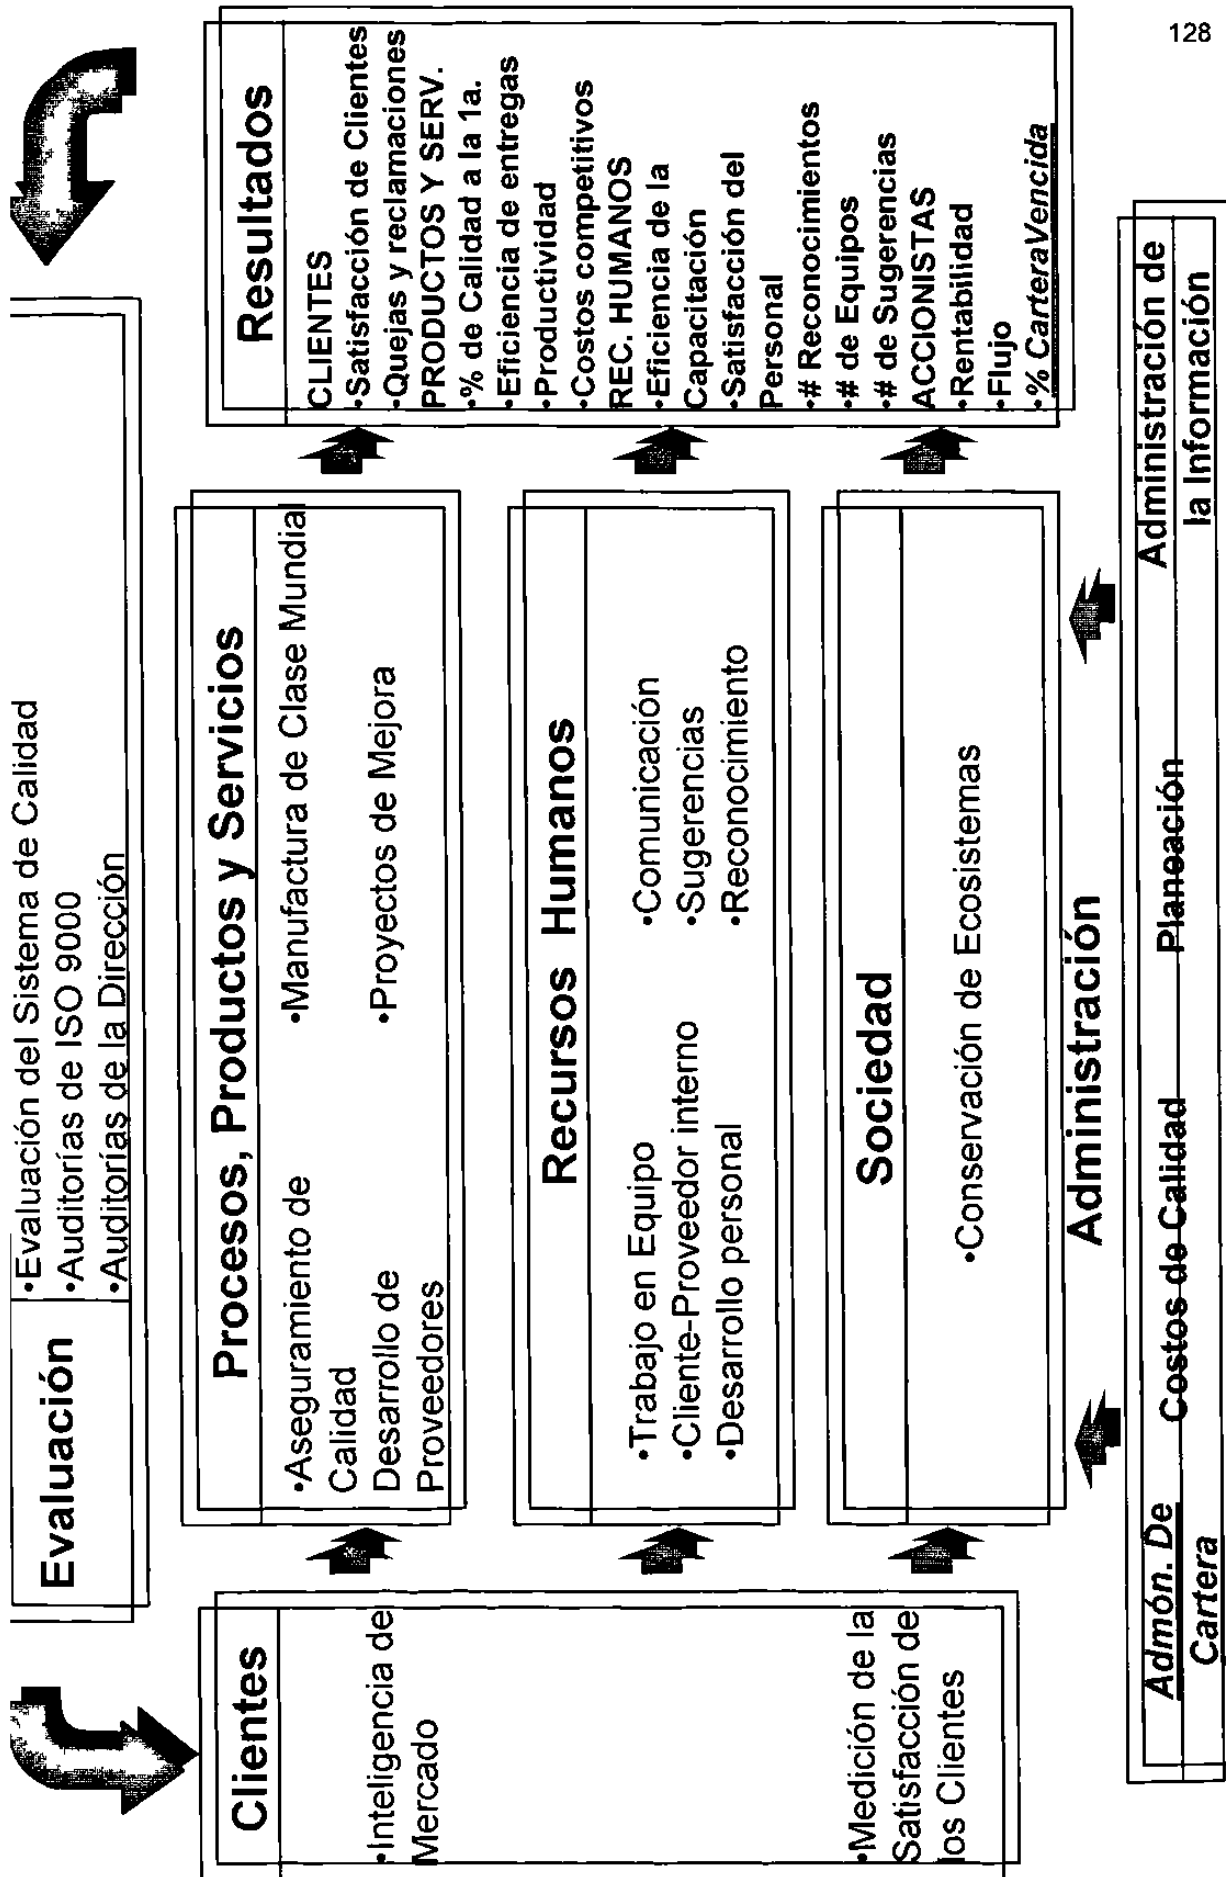 Evaluación
•Evaluación del Sistema de Calidad
•Auditorías de ISO 9000
•Auditorías de la Dirección
Clientes
•Inteligencia de
Mercado
•Medición de la
Satisfacción de
los Clientes
Procesos, Productos y Servicios
•Aseguramiento de
Calidad
Desarrollo de
Proveedores
•Manufactura de Clase Mundial
•Proyectos de Mejora
Recursos Humanos
•Trabajo en Equipo
•Cliente-Proveedor interno
•Desarrollo personal
•Comunicación
•Sugerencias
•Reconocimiento
Sociedad
•Conservación de Ecosistemas
Resultados
CLIENTES
•Satisfacción de Clientes
•Quejas y reclamaciones
PRODUCTOS Y SERV.
•% de Calidad a la 1a.
•Eficiencia de entregas
•Productividad
•Costos competitivos
REC. HUMANOS
•Eficiencia de la
Capacitación
•Satisfacción del
Personal
•# Reconocimientos
•# de Equipos
•# de Sugerencias
ACCIONISTAS
•Rentabilidad
•Flujo
•% CarteraVencida
Administración
Admón. De
Cartera
Costos de Calidad
Planeación
Administración de
la Información
128